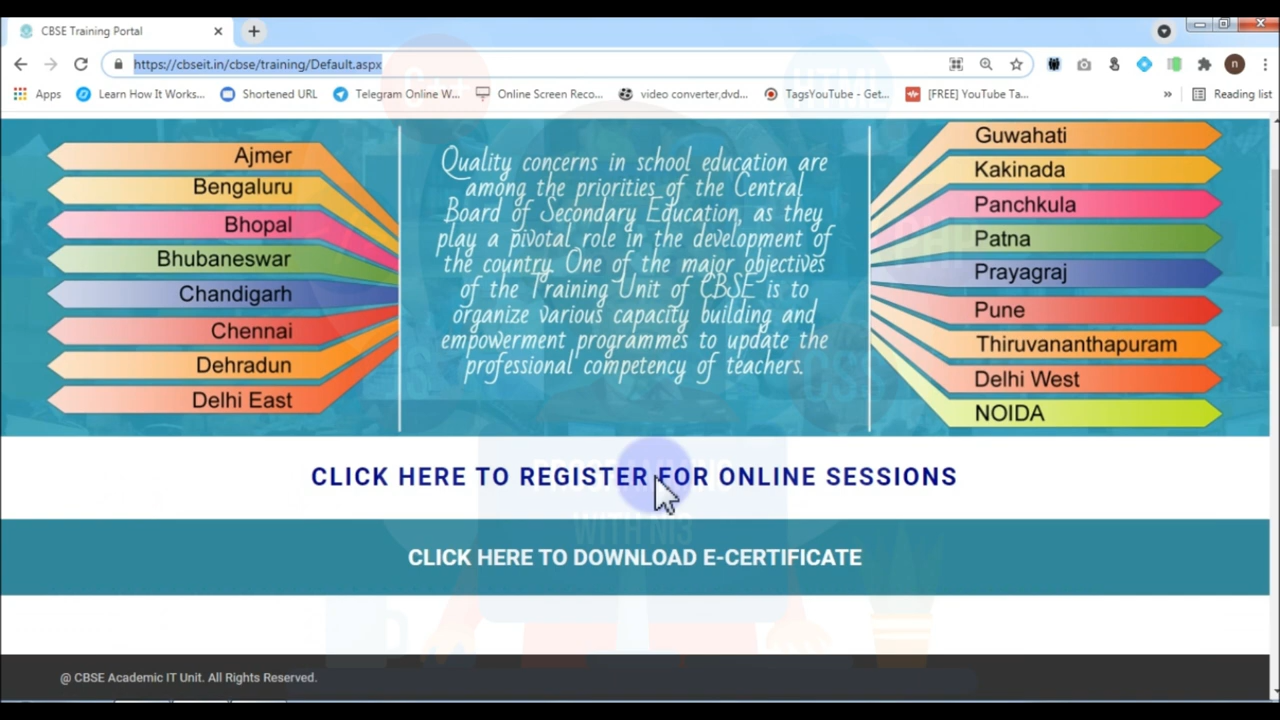 CBSE Training Portal
https://cbseit.in/cbse/training/Default.aspx
n
Apps
Learn How It Works...
Shortened URL
Telegram Online W...
Online Screen Reco...
video converter,dvd...
TagsYouTube - Get...
[FREE] YouTube Ta...
»
Reading list
Ajmer
Bengaluru
Bhopal
Bhubaneswar
Chandigarh
Chennai
Dehradun
Delhi East
Quality concerns in school education are
among the priorities of the Central
Board of Secondary Education, as they
play a pivotal role in the development of
the country. One of the major objectives
of the Training Unit of CBSE is to
organize various capacity building and
empowerment programmes to update the
professional competency of teachers.
Guwahati
Kakinada
Panchkula
Patna
Prayagraj
Pune
Thiruvananthapuram
Delhi West
NOIDA
CLICK HERE TO REGISTER FOR ONLINE SESSIONS
WITH NI3
CLICK HERE TO DOWNLOAD E-CERTIFICATE
@ CBSE Academic IT Unit. All Rights Reserved.